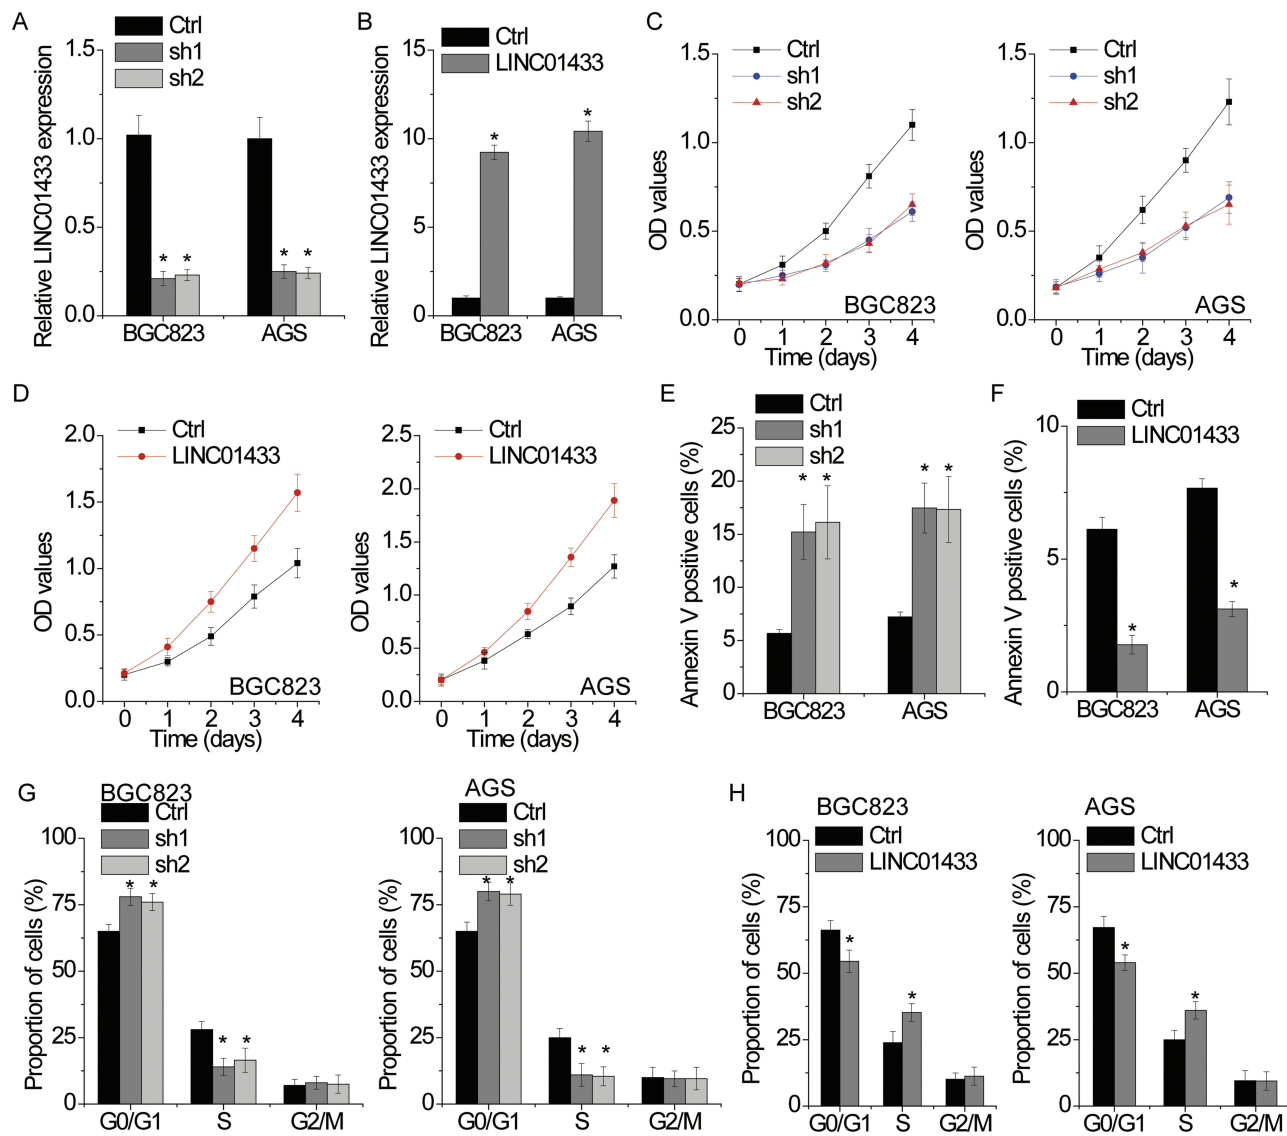 A
Ctrl
sh1
sh2
Relative LINC01433 expression
1.5
1.0
0.5
0.0
* * * *
BGC823 AGS
B
Ctrl
LINC01433
Relative LINC01433 expression
15
10
5
0
* *
BGC823 AGS
C
Ctrl
sh1
sh2
OD values
1.5
1.0
0.5
0.0
BGC823
0 1 2 3 4
Time (days)
Ctrl
sh1
sh2
OD values
1.5
1.0
0.5
0.0
AGS
0 1 2 3 4
Time (days)
D
Ctrl
LINC01433
OD values
2.0
1.5
1.0
0.5
0.0
BGC823
0 1 2 3 4
Time (days)
Ctrl
LINC01433
OD values
2.5
2.0
1.5
1.0
0.5
0.0
AGS
0 1 2 3 4
Time (days)
E
Ctrl
sh1
sh2
Annexin V positive cells (%)
25
20
15
10
5
0
* * * *
BGC823 AGS
F
Ctrl
LINC01433
Annexin V positive cells (%)
10
5
0
* *
BGC823 AGS
G
BGC823
Ctrl
sh1
sh2
Proportion of cells (%)
100
75
50
25
0
* *
* *
G0/G1 S G2/M
AGS
Ctrl
sh1
sh2
Proportion of cells (%)
100
75
50
25
0
* *
* *
G0/G1 S G2/M
H
BGC823
Ctrl
LINC01433
Proportion of cells (%)
100
75
50
25
0
*
*
G0/G1 S G2/M
AGS
Ctrl
LINC01433
Proportion of cells (%)
100
75
50
25
0
*
*
G0/G1 S G2/M